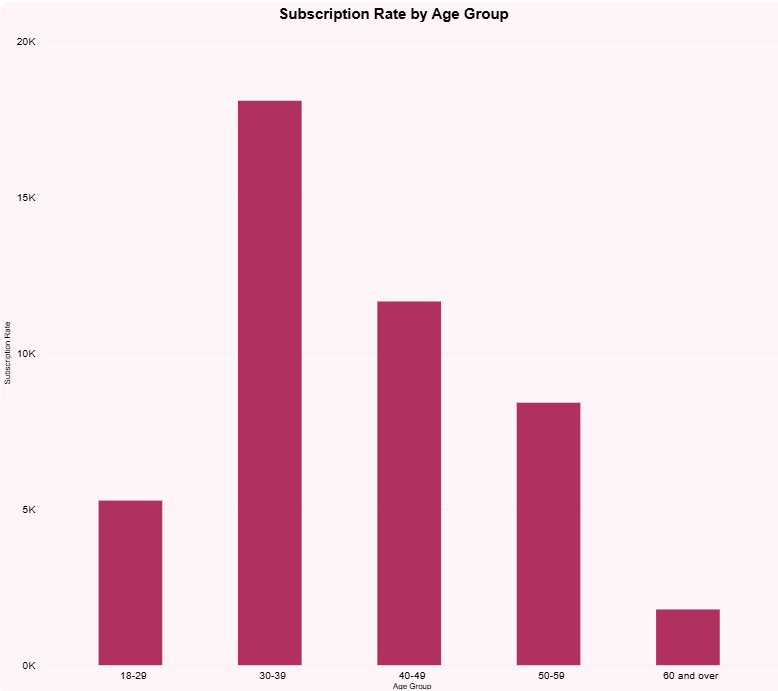 Subscription Rate by Age Group
20K
15K
10K
5K
0K
Subscription Rate
18-29
30-39
40-49
50-59
60 and over
Age Group